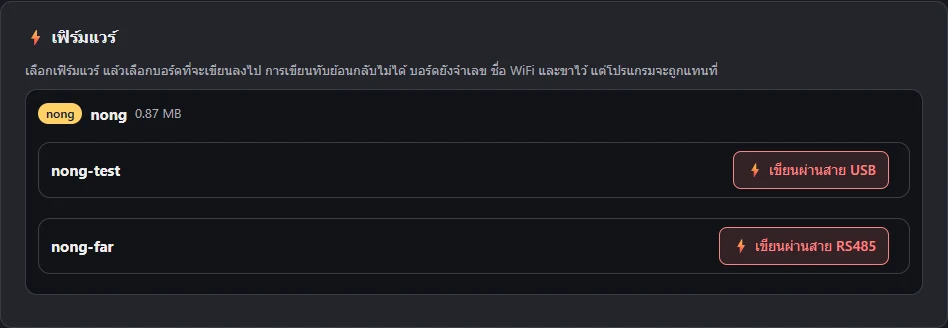 เฟิร์มแวร์
เลือกเฟิร์มแวร์ แล้วเลือกบอร์ดที่จะเขียนลงไป การเขียนทับย้อนกลับไม่ได้ บอร์ดยังจำเลข ชื่อ WiFi และขาไว้ แต่โปรแกรมจะถูกแทนที่
nong nong 0.87 MB
nong-test เขียนผ่านสาย USB
nong-far เขียนผ่านสาย RS485